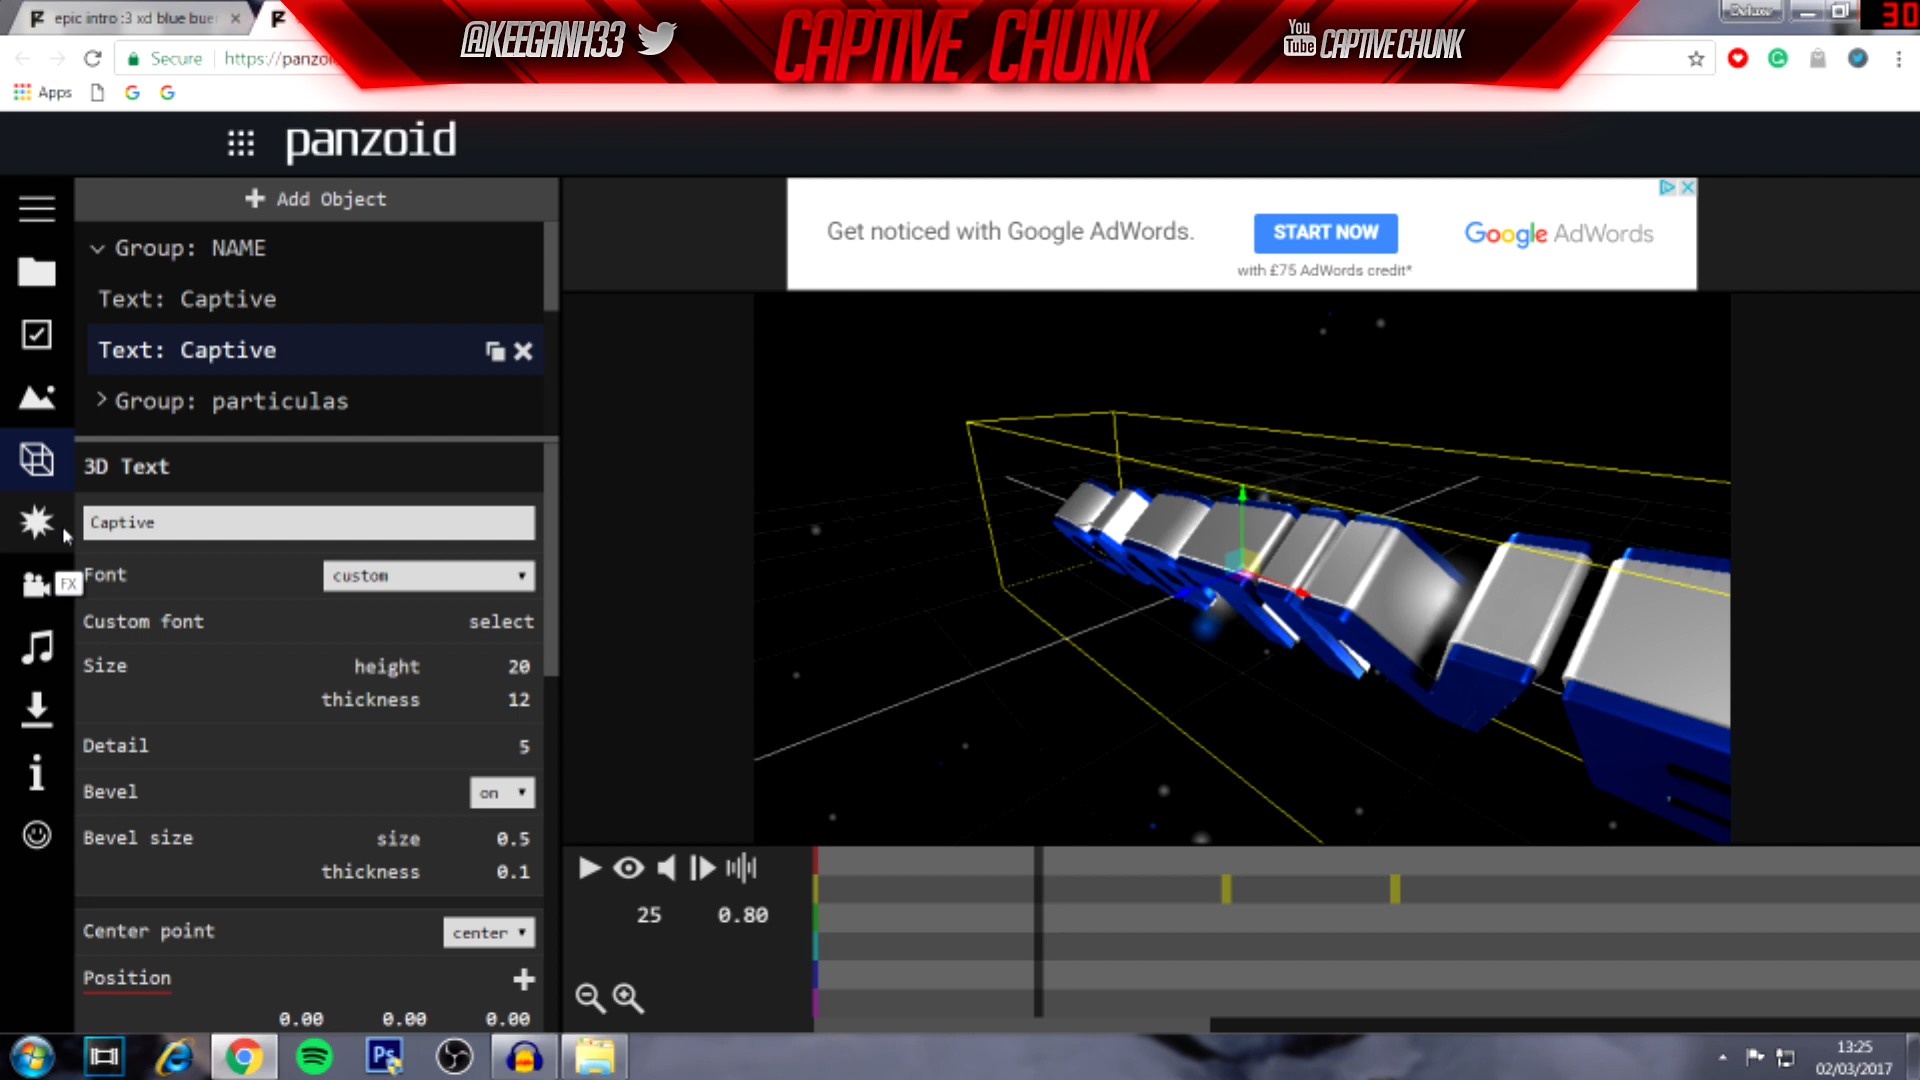 epic intro :3 xd blue buer
@KEEGANH33
CAPTIVE CHUNK
You Tube CAPTIVE CHUNK
Deluxe
30
Secure
https://panzoi
Apps
panzoid
Add Object
Group: NAME
Text: Captive
Text: Captive
Group: particulas
3D Text
Captive
FX
Font custom
Custom font select
Size height 20
thickness 12
Detail 5
Bevel on
Bevel size size 0.5
thickness 0.1
Center point center
Position
0.00 0.00 0.00
Get noticed with Google AdWords.
START NOW
with £75 AdWords credit*
Google AdWords
25 0.80
Ps
13:25
02/03/2017